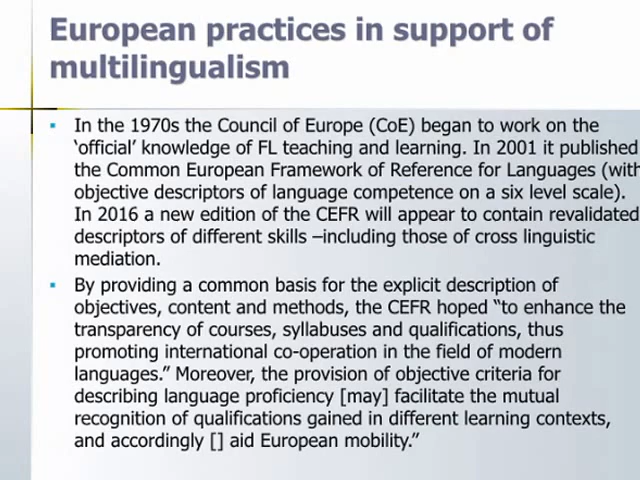 European practices in support of
multilingualism
In the 1970s the Council of Europe (CoE) began to work on the
‘official’ knowledge of FL teaching and learning. In 2001 it published
the Common European Framework of Reference for Languages (with
objective descriptors of language competence on a six level scale).
In 2016 a new edition of the CEFR will appear to contain revalidated
descriptors of different skills –including those of cross linguistic
mediation.
By providing a common basis for the explicit description of
objectives, content and methods, the CEFR hoped “to enhance the
transparency of courses, syllabuses and qualifications, thus
promoting international co-operation in the field of modern
languages.” Moreover, the provision of objective criteria for
describing language proficiency [may] facilitate the mutual
recognition of qualifications gained in different learning contexts,
and accordingly [] aid European mobility.”